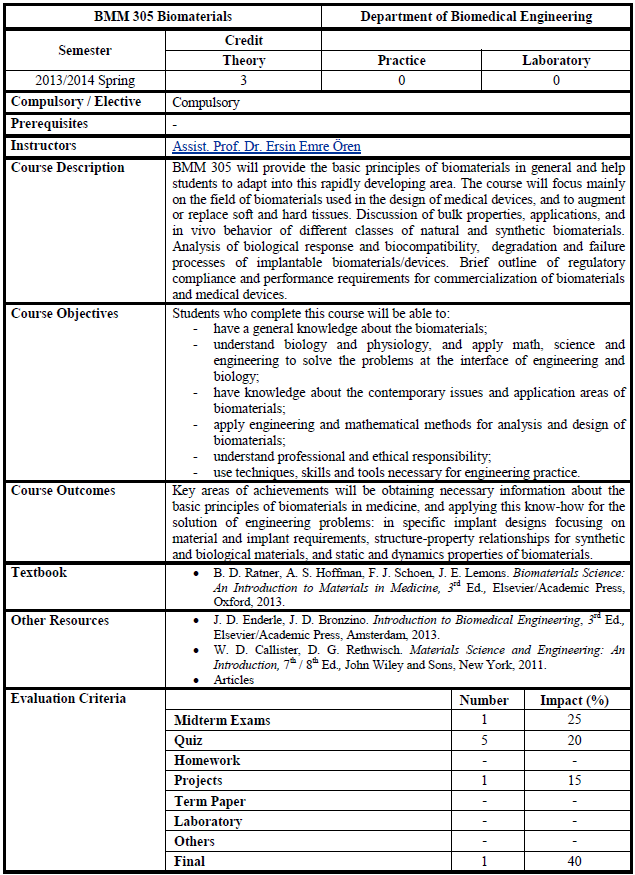 BMM 305 Biomaterials Department of Biomedical Engineering
Semester Credit
Theory Practice Laboratory
2013/2014 Spring 3 0 0
Compulsory / Elective Compulsory
Prerequisites -
Instructors Assist. Prof. Dr. Ersin Emre Ören
Course Description BMM 305 will provide the basic principles of biomaterials in general and help
students to adapt into this rapidly developing area. The course will focus mainly
on the field of biomaterials used in the design of medical devices, and to augment
or replace soft and hard tissues. Discussion of bulk properties, applications, and
in vivo behavior of different classes of natural and synthetic biomaterials.
Analysis of biological response and biocompatibility, degradation and failure
processes of implantable biomaterials/devices. Brief outline of regulatory
compliance and performance requirements for commercialization of biomaterials
and medical devices.
Course Objectives Students who complete this course will be able to:
- have a general knowledge about the biomaterials;
- understand biology and physiology, and apply math, science and
engineering to solve the problems at the interface of engineering and
biology;
- have knowledge about the contemporary issues and application areas of
biomaterials;
- apply engineering and mathematical methods for analysis and design of
biomaterials;
- understand professional and ethical responsibility;
- use techniques, skills and tools necessary for engineering practice.
Course Outcomes Key areas of achievements will be obtaining necessary information about the
basic principles of biomaterials in medicine, and applying this know-how for the
solution of engineering problems: in specific implant designs focusing on
material and implant requirements, structure-property relationships for synthetic
and biological materials, and static and dynamics properties of biomaterials.
Textbook • B. D. Ratner, A. S. Hoffman, F. J. Schoen, J. E. Lemons. Biomaterials Science:
An Introduction to Materials in Medicine, 3rd Ed., Elsevier/Academic Press,
Oxford, 2013.
Other Resources • J. D. Enderle, J. D. Bronzino. Introduction to Biomedical Engineering, 3rd Ed.,
Elsevier/Academic Press, Amsterdam, 2013.
• W. D. Callister, D. G. Rethwisch. Materials Science and Engineering: An
Introduction, 7th / 8th Ed., John Wiley and Sons, New York, 2011.
• Articles
Evaluation Criteria Number Impact (%)
Midterm Exams 1 25
Quiz 5 20
Homework - -
Projects 1 15
Term Paper - -
Laboratory - -
Others - -
Final 1 40